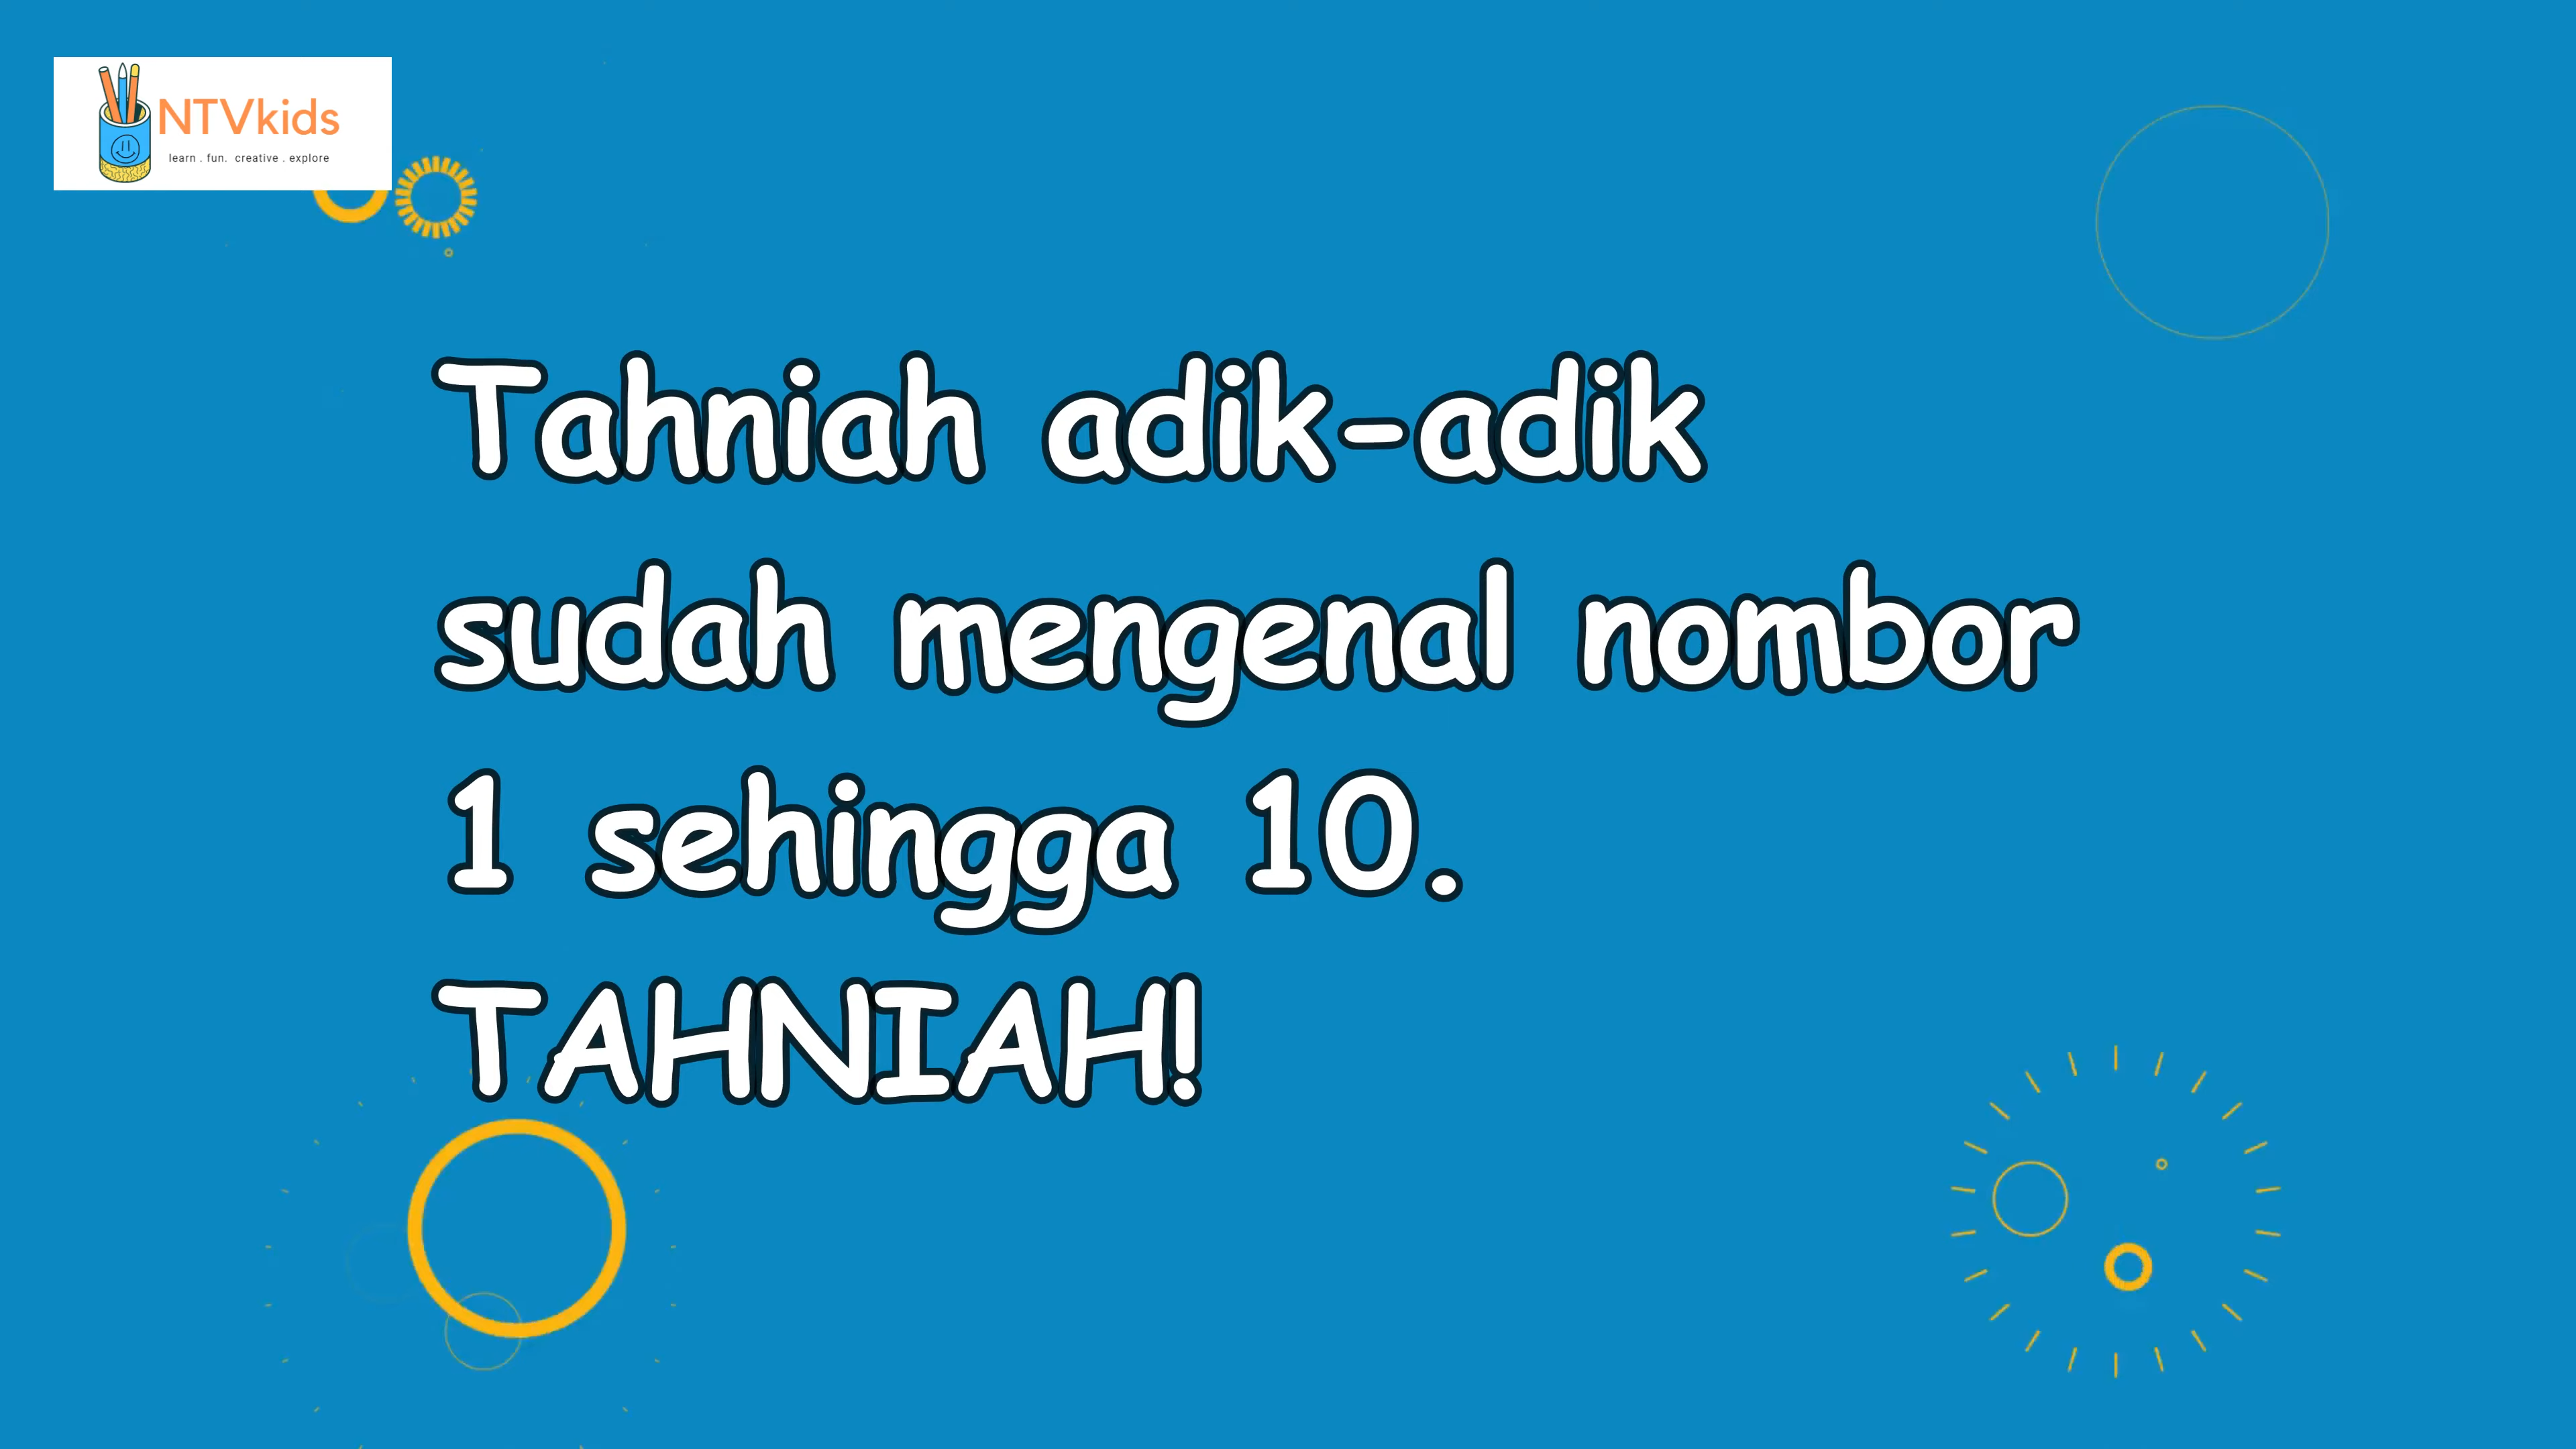 NTVkids
learn . fun. creative . explore
Tahniah adik-adik
sudah mengenal nombor
1 sehingga 10.
TAHNIAH!